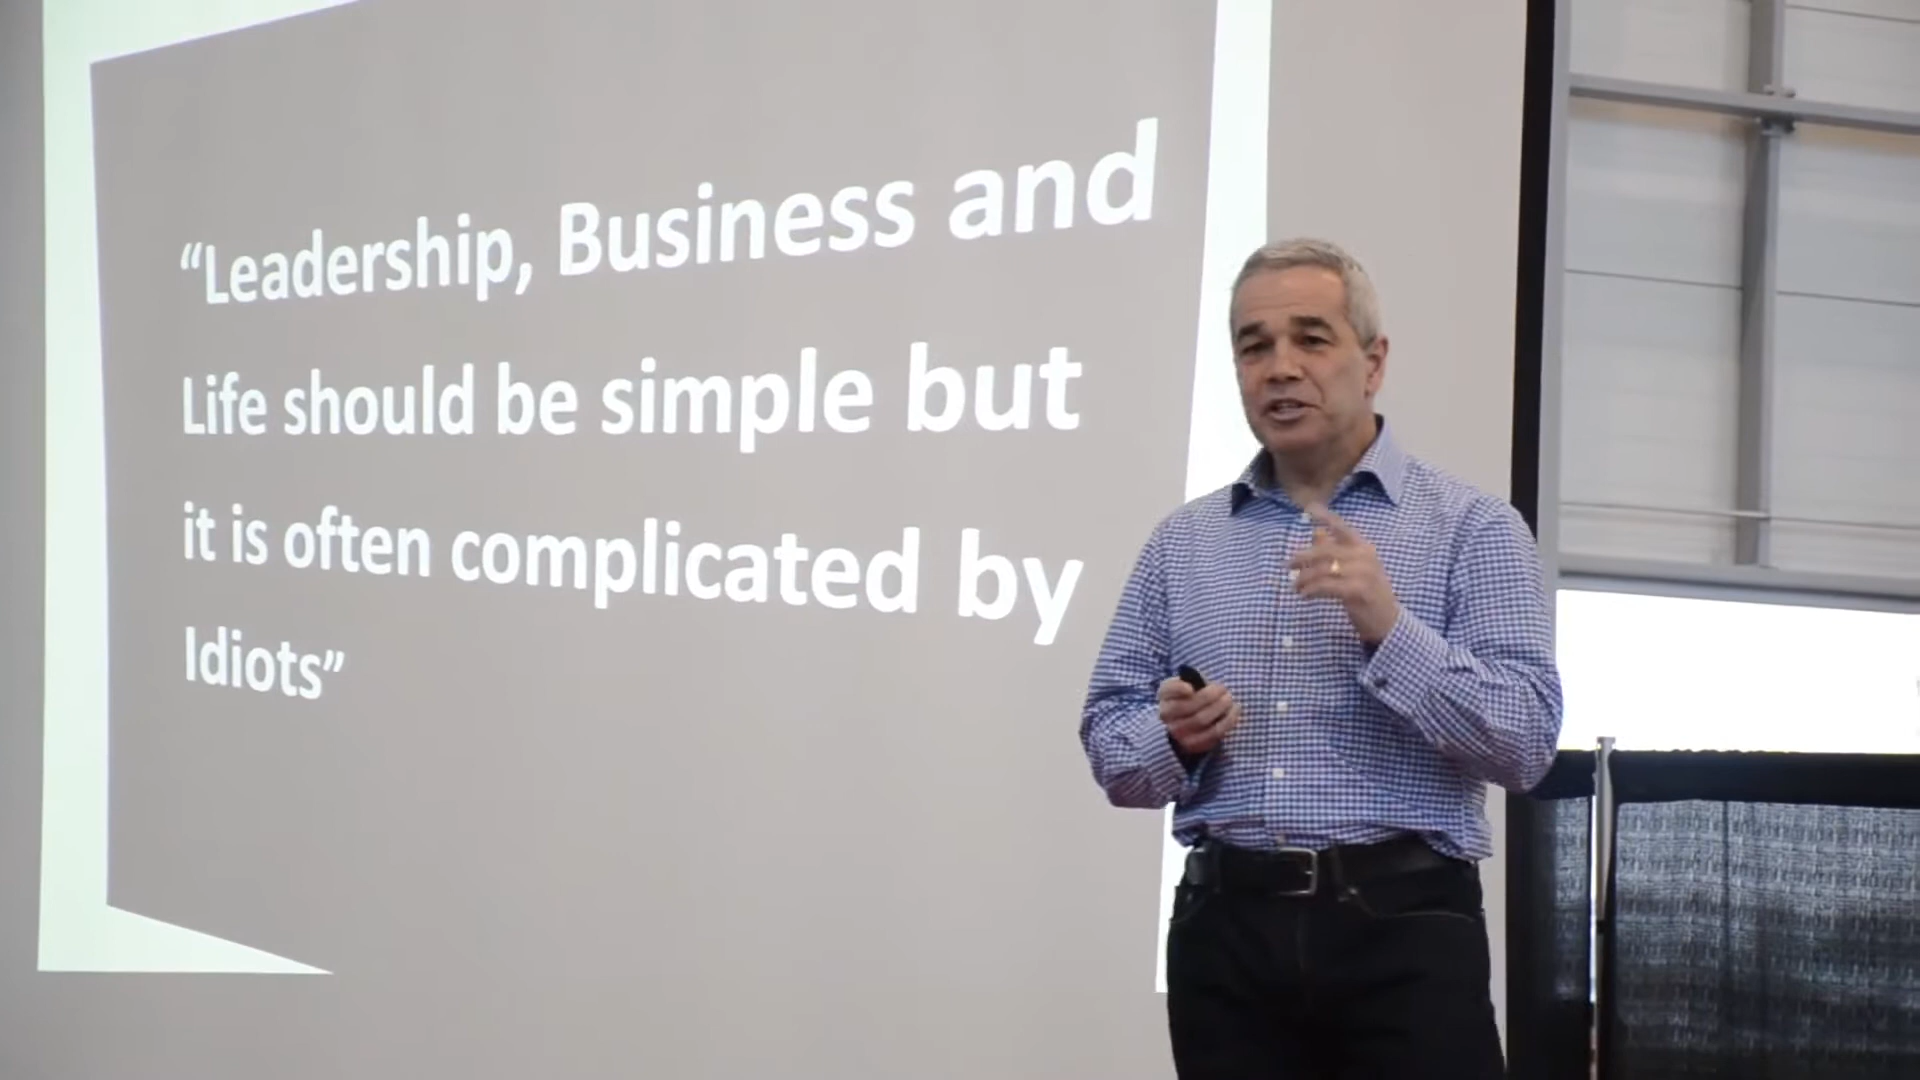 “Leadership, Business and
Life should be simple but
it is often complicated by
Idiots”